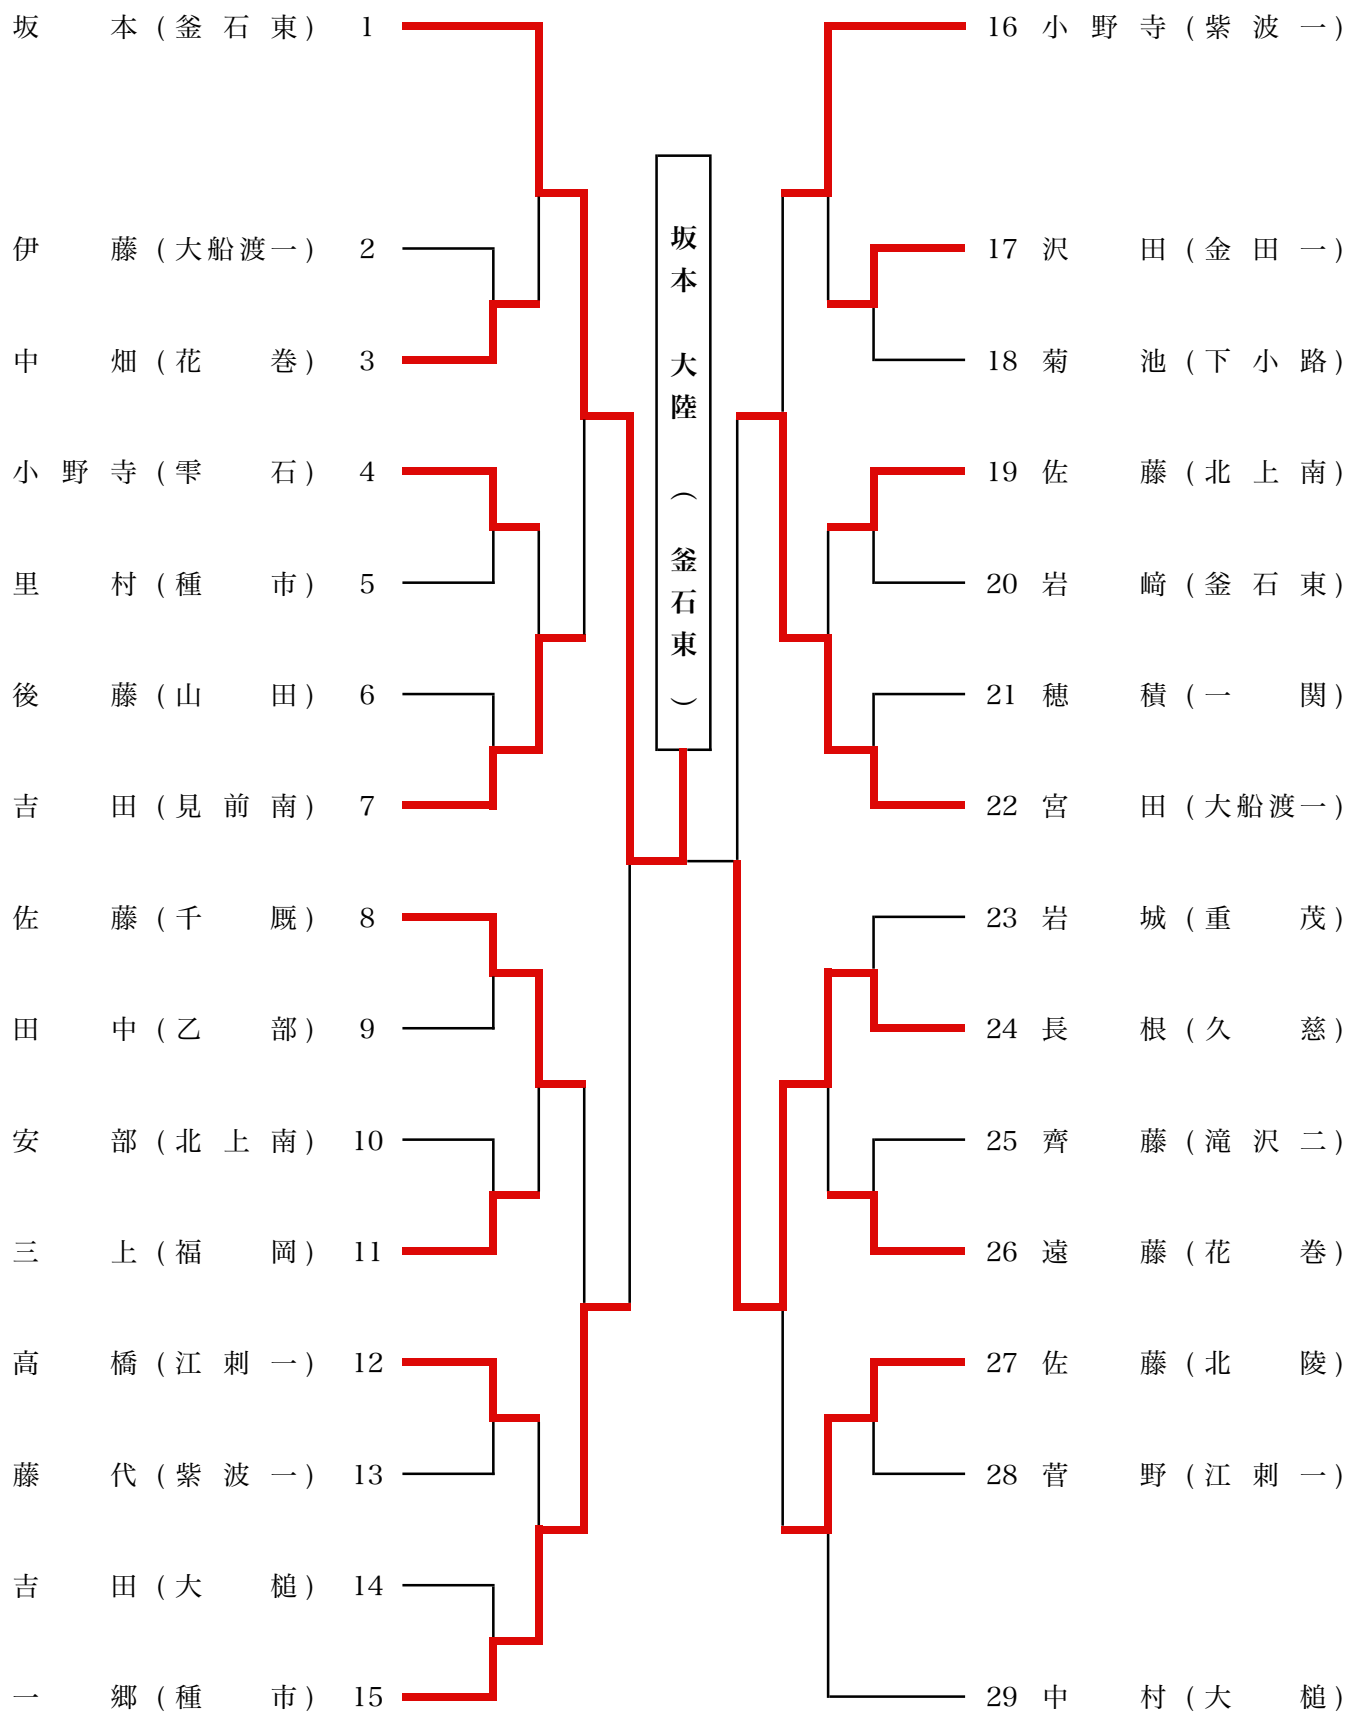 坂本(釜石東) 1
伊藤(大船渡一) 2
中畑(花巻) 3
小野寺(雫石) 4
里村(種市) 5
後藤(山田) 6
吉田(見前南) 7
佐藤(千厩) 8
田中(乙部) 9
安部(北上南) 10
三上(福岡) 11
高橋(江刺一) 12
藤代(紫波一) 13
吉田(大槌) 14
一郷(種市) 15
坂本 大陸 (釜石東)
16 小野寺(紫波一)
17 沢田(金田一)
18 菊池(下小路)
19 佐藤(北上南)
20 岩﨑(釜石東)
21 穂積(一関)
22 宮田(大船渡一)
23 岩城(重茂)
24 長根(久慈)
25 齊藤(滝沢二)
26 遠藤(花巻)
27 佐藤(北陵)
28 菅野(江刺一)
29 中村(大槌)